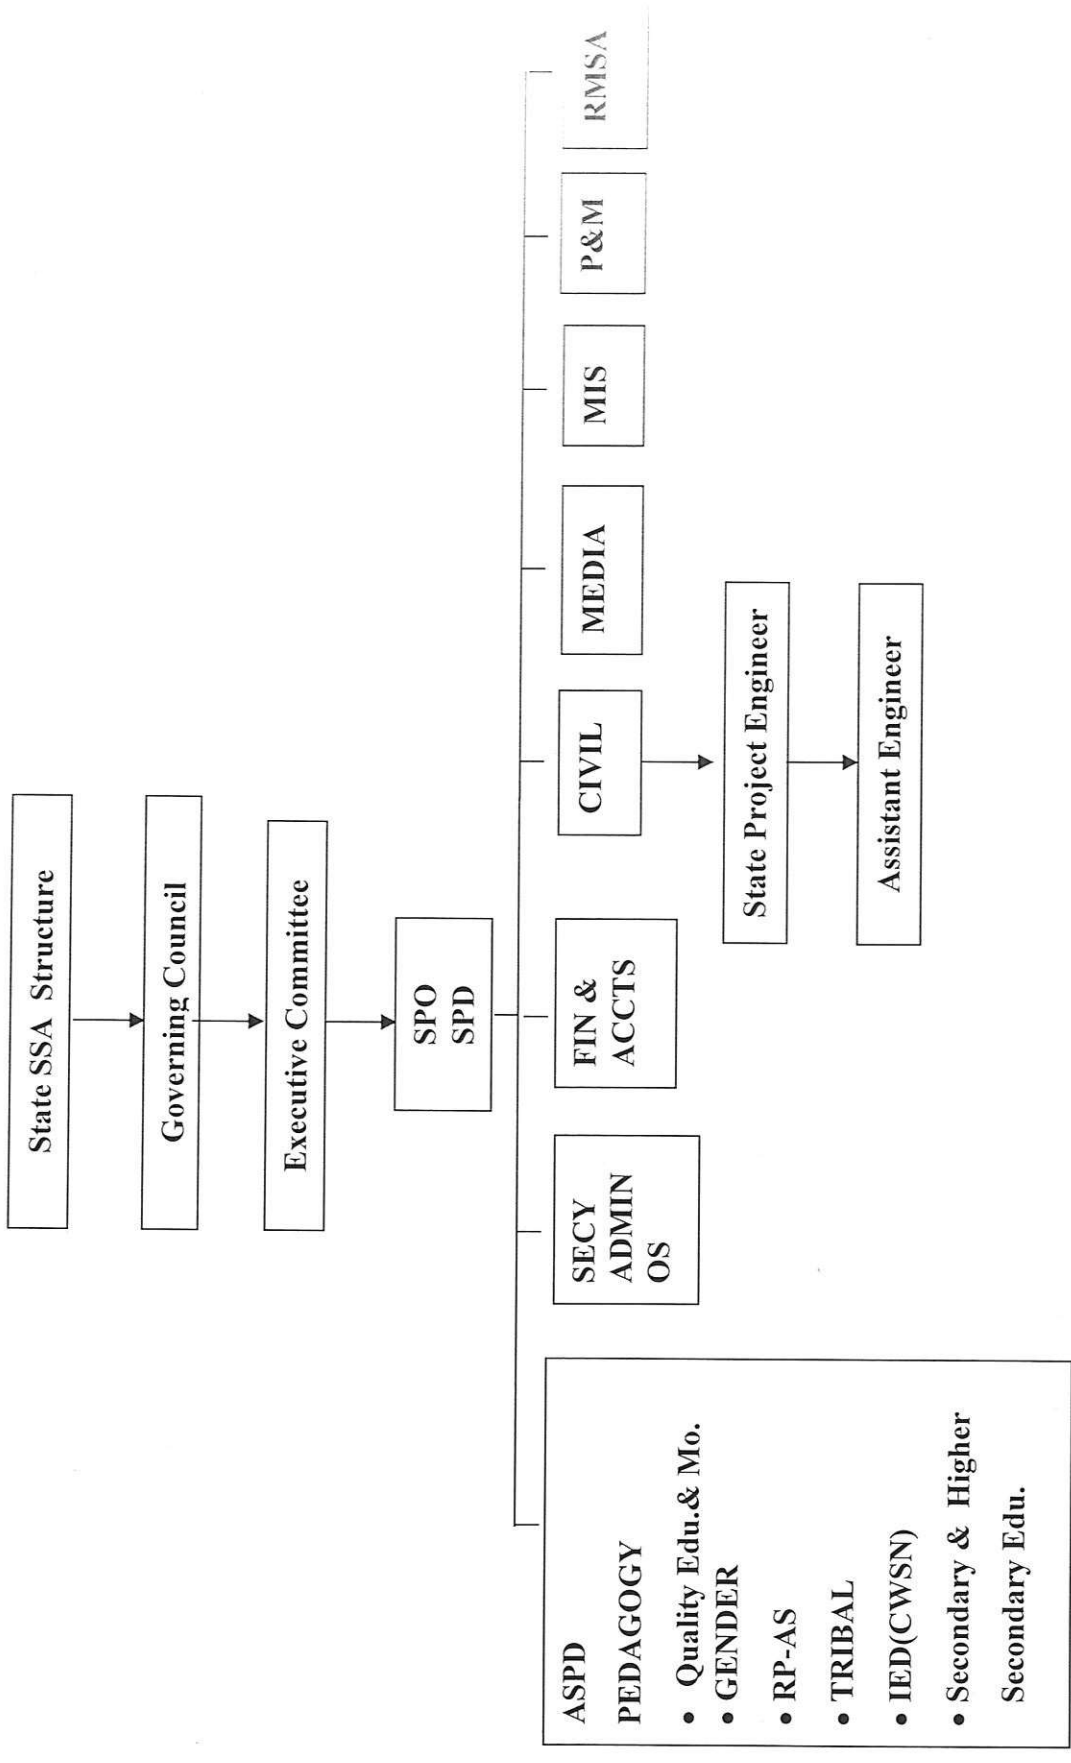 State SSA Structure
Governing Council
Executive Committee
SPO
SPD
ASPD
PEDAGOGY
• Quality Edu.& Mo.
• GENDER
• RP-AS
• TRIBAL
• IED(CWSN)
• Secondary & Higher
Secondary Edu.
SECY
ADMIN
OS
FIN &
ACCTS
CIVIL
MEDIA
MIS
P&M
RMSA
State Project Engineer
Assistant Engineer